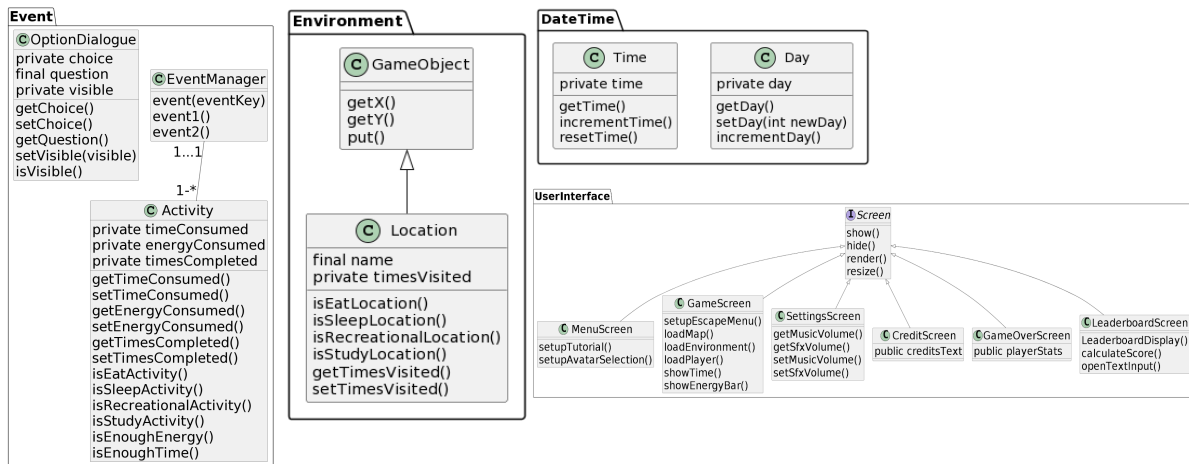 Event
C OptionDialogue
private choice
final question
private visible
getChoice()
setChoice()
getQuestion()
setVisible(visible)
isVisible()
C EventManager
event(eventKey)
event1()
event2()
1...1
1-*
C Activity
private timeConsumed
private energyConsumed
private timesCompleted
getTimeConsumed()
setTimeConsumed()
getEnergyConsumed()
setEnergyConsumed()
getTimesCompleted()
setTimesCompleted()
isEatActivity()
isSleepActivity()
isRecreationalActivity()
isStudyActivity()
isEnoughEnergy()
isEnoughTime()
Environment
C GameObject
getX()
getY()
put()
C Location
final name
private timesVisited
isEatLocation()
isSleepLocation()
isRecreationalLocation()
isStudyLocation()
getTimesVisited()
setTimesVisited()
DateTime
C Time
private time
getTime()
incrementTime()
resetTime()
C Day
private day
getDay()
setDay(int newDay)
incrementDay()
UserInterface
I Screen
show()
hide()
render()
resize()
C MenuScreen
setupTutorial()
setupAvatarSelection()
C GameScreen
setupEscapeMenu()
loadMap()
loadEnvironment()
loadPlayer()
showTime()
showEnergyBar()
C SettingsScreen
getMusicVolume()
getSfxVolume()
setMusicVolume()
setSfxVolume()
C CreditScreen
public creditsText
C GameOverScreen
public playerStats
C LeaderboardScreen
LeaderboardDisplay()
calculateScore()
openTextInput()